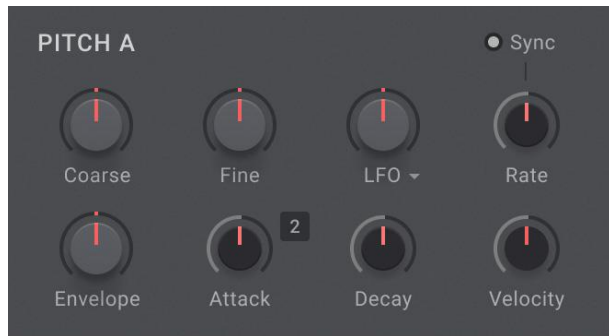 PITCH A
Sync
Coarse
Fine
LFO
Rate
2
Envelope
Attack
Decay
Velocity